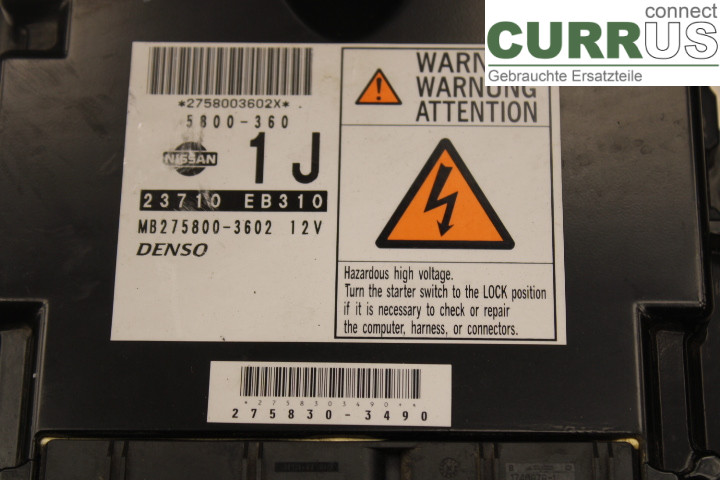 connect
CURRUS
Gebrauchte Ersatzteile
*2758003602X*
5800-360
NISSAN
1J
23710 EB310
MB275800-3602 12V
DENSO
WARNUNG
ATTENTION
Hazardous high voltage.
Turn the starter switch to the LOCK position
if it is necessary to check or repair
the computer, harness, or connectors.
*2758303490**
275830-3490